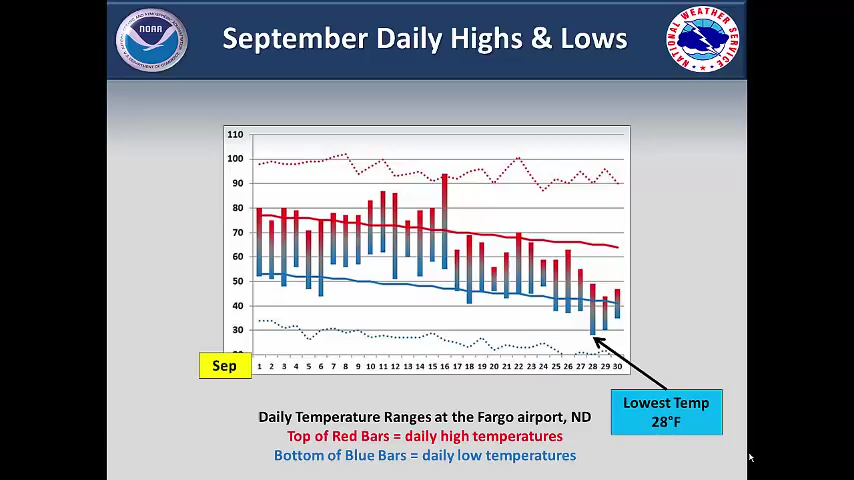 NOAA
September Daily Highs & Lows
NATIONAL WEATHER SERVICE
110
100
90
80
70
60
50
40
30
20
Sep
1 2 3 4 5 6 7 8 9 10 11 12 13 14 15 16 17 18 19 20 21 22 23 24 25 26 27 28 29 30
Lowest Temp
28°F
Daily Temperature Ranges at the Fargo airport, ND
Top of Red Bars = daily high temperatures
Bottom of Blue Bars = daily low temperatures